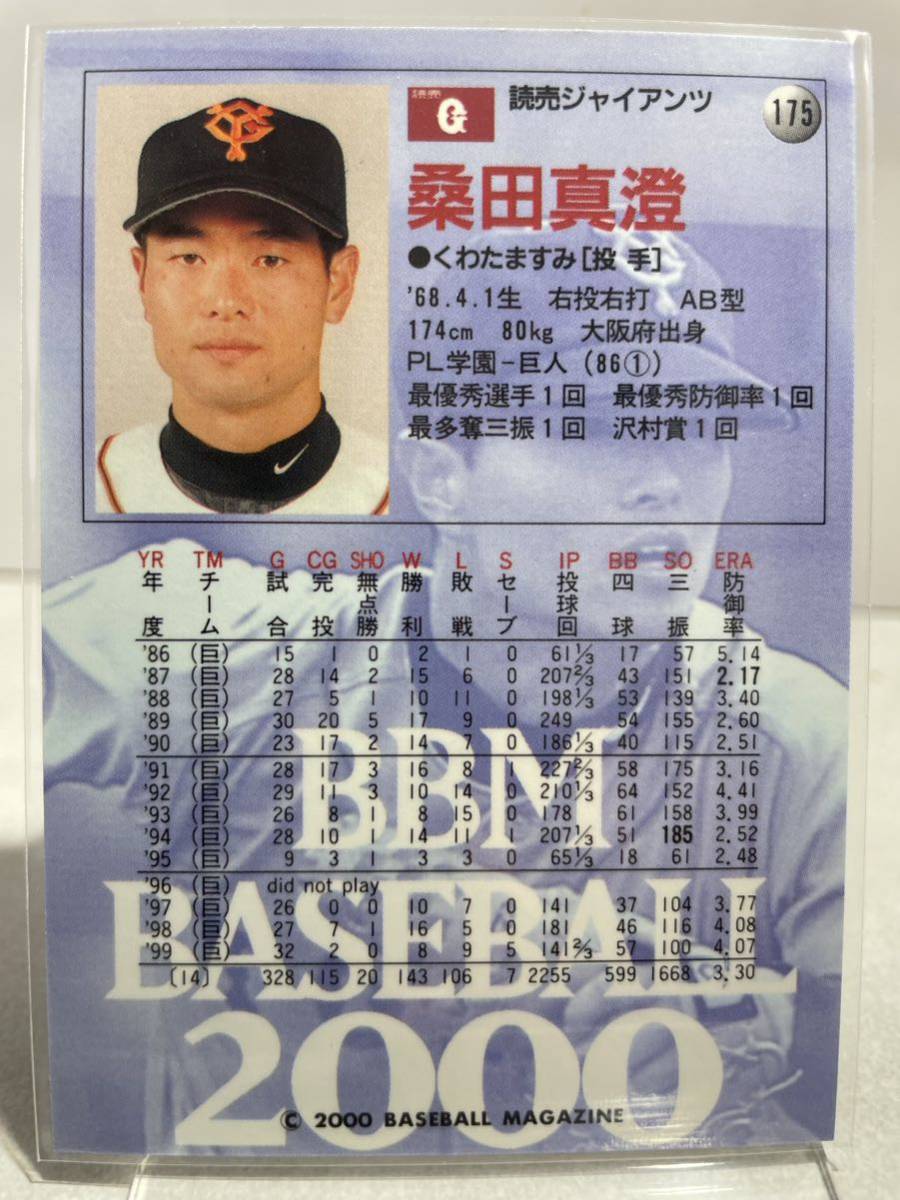 読売
G
読売ジャイアンツ
175
桑田真澄
●くわたますみ[投 手]
'68.4.1生 右投右打 AB型
174cm 80kg 大阪府出身
PL学園－巨人(86①)
最優秀選手1回 最優秀防御率1回
最多奪三振1回 沢村賞1回
YR TM G CG SHO W L S IP BB SO ERA
年度 チーム 試合 完投 無点勝 勝利 敗戦 セーブ 投球回 四球 三振 防御率
'86 (巨) 15 1 0 2 1 0 61⅓ 17 57 5.14
'87 (巨) 28 14 2 15 6 0 207⅔ 43 151 2.17
'88 (巨) 27 5 1 10 11 0 198⅓ 53 139 3.40
'89 (巨) 30 20 5 17 9 0 249 54 155 2.60
'90 (巨) 23 17 2 14 7 0 186⅓ 40 115 2.51
'91 (巨) 28 17 3 16 8 1 227⅔ 58 175 3.16
'92 (巨) 29 11 3 10 14 0 210⅓ 64 152 4.41
'93 (巨) 26 8 1 8 15 0 178 61 158 3.99
'94 (巨) 28 10 1 14 11 1 207⅓ 51 185 2.52
'95 (巨) 9 3 1 3 3 0 65⅓ 18 61 2.48
'96 (巨) did not play
'97 (巨) 26 0 0 10 7 0 141 37 104 3.77
'98 (巨) 27 7 1 16 5 0 181 46 116 4.08
'99 (巨) 32 2 0 8 9 5 141⅔ 57 100 4.07
〔14〕 328 115 20 143 106 7 2255 599 1668 3.30
BBM
BASEBALL
2000
© 2000 BASEBALL MAGAZINE